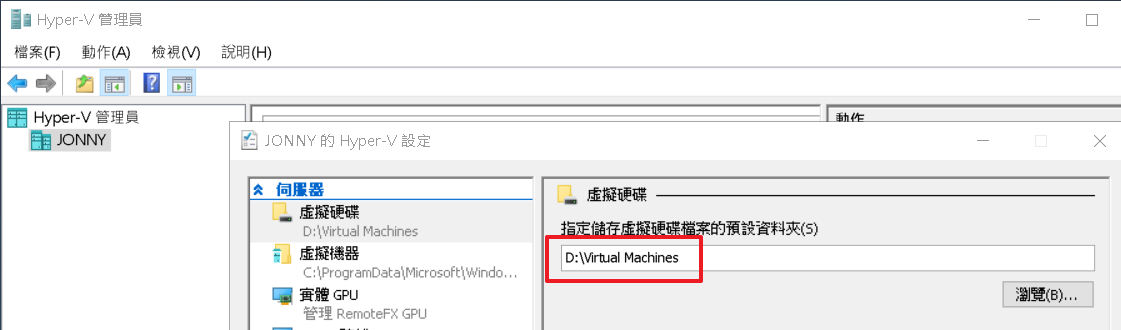 Hyper-V 管理員
檔案(F) 動作(A) 檢視(V) 說明(H)
Hyper-V 管理員
JONNY
動作
JONNY 的 Hyper-V 設定
伺服器
虛擬硬碟
D:\Virtual Machines
虛擬機器
C:\ProgramData\Microsoft\Windo...
實體 GPU
管理 RemoteFX GPU
虛擬硬碟
指定儲存虛擬硬碟檔案的預設資料夾(S)
D:\Virtual Machines
瀏覽(B)...